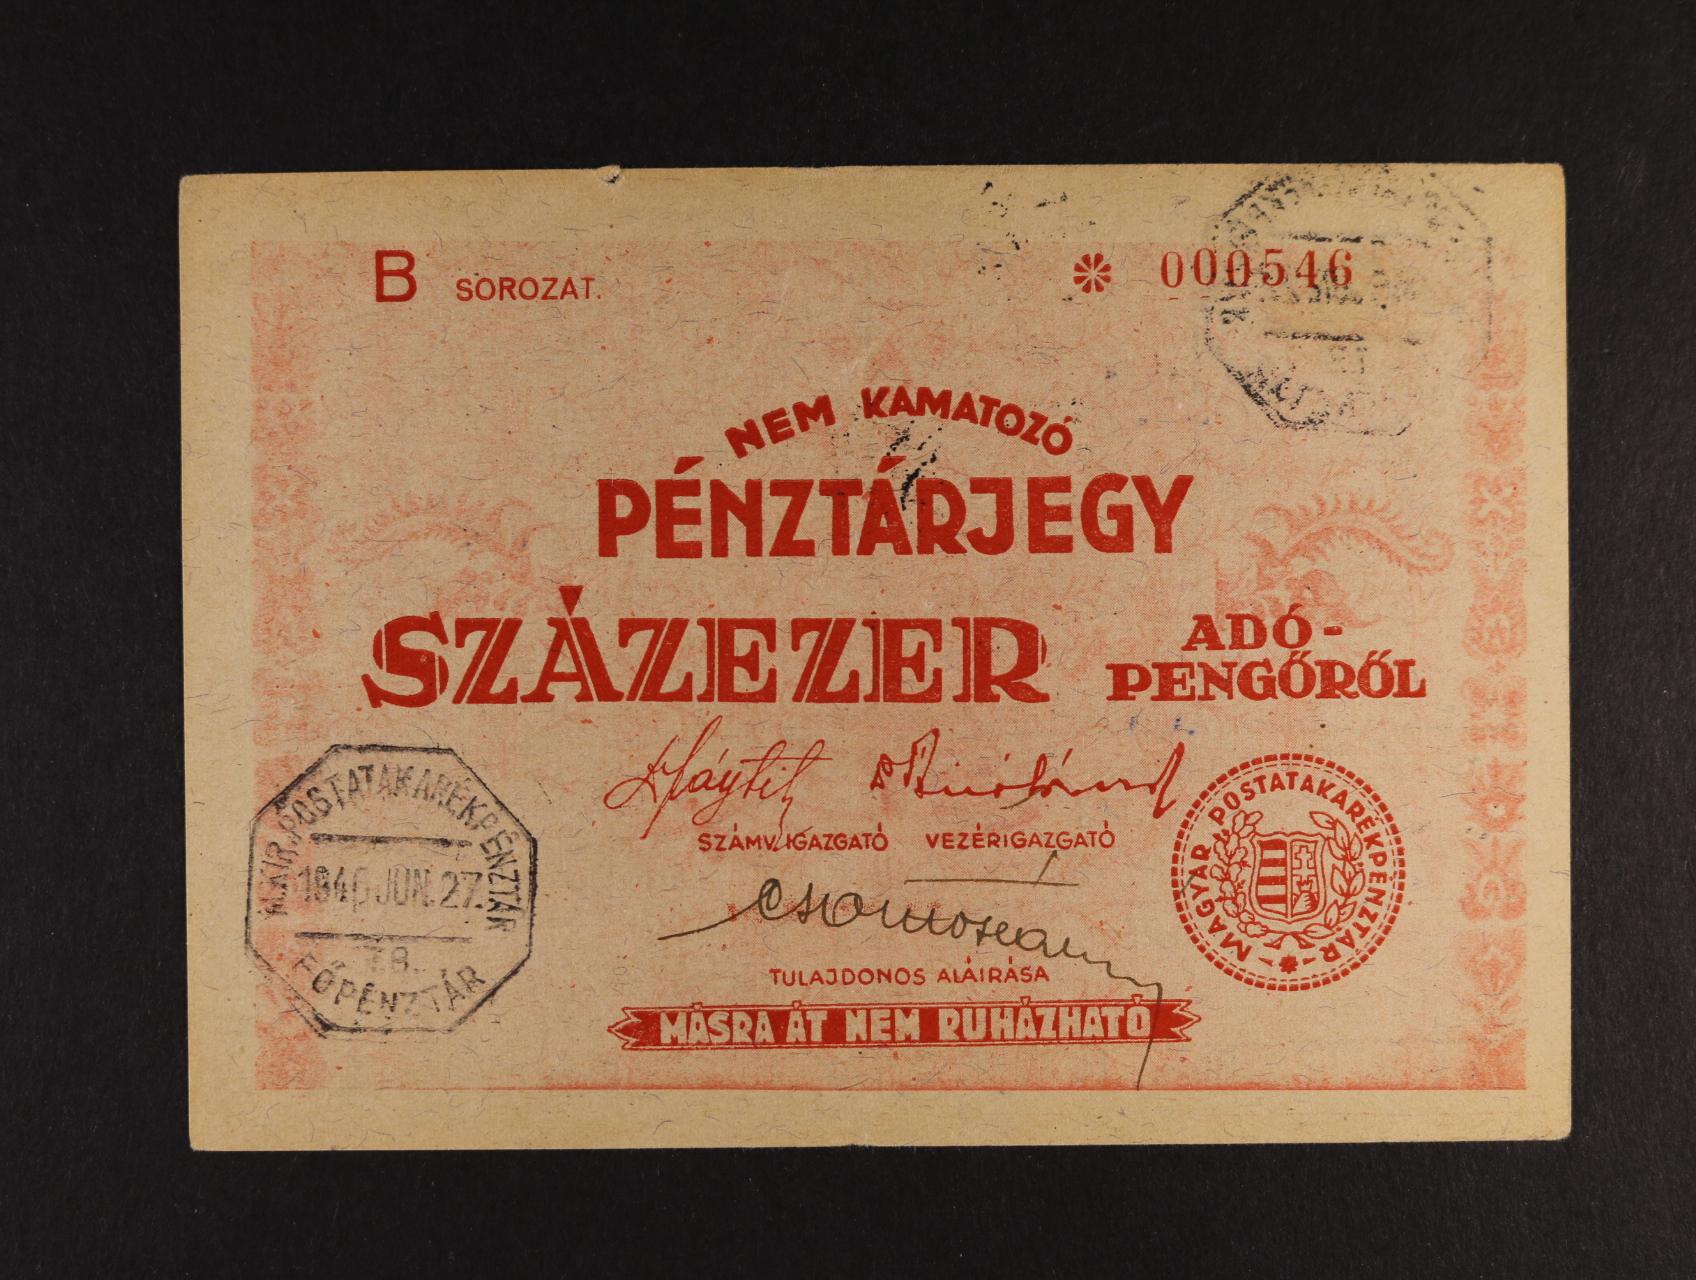 B SOROZAT.
* 000546
NEM KAMATOZÓ
PÉNZTÁRJEGY
SZÁZEZER
ADÓ-
PENGŐRŐL
SZÁMV. IGAZGATÓ VEZÉRIGAZGATÓ
TULAJDONOS ALÁIRÁSA
MÁSRA ÁT NEM RUHÁZHATÓ
MAGYAR POSTATAKARÉKPÉNZTÁR
M. KIR. POSTATAKARÉKPÉNZTÁR
1946 JUN. 27.
FŐPÉNZTÁR